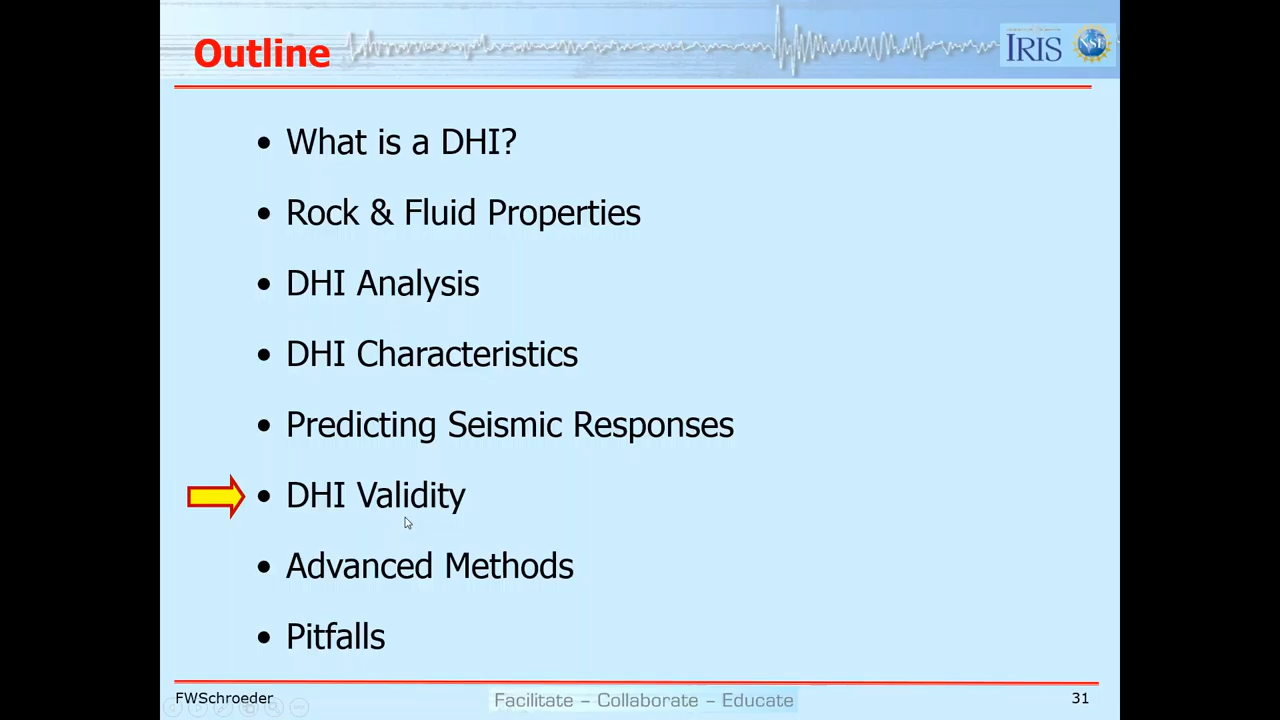 Outline
IRIS
NSF
• What is a DHI?
• Rock & Fluid Properties
• DHI Analysis
• DHI Characteristics
• Predicting Seismic Responses
• DHI Validity
• Advanced Methods
• Pitfalls
FWSchroeder
Facilitate – Collaborate – Educate
31